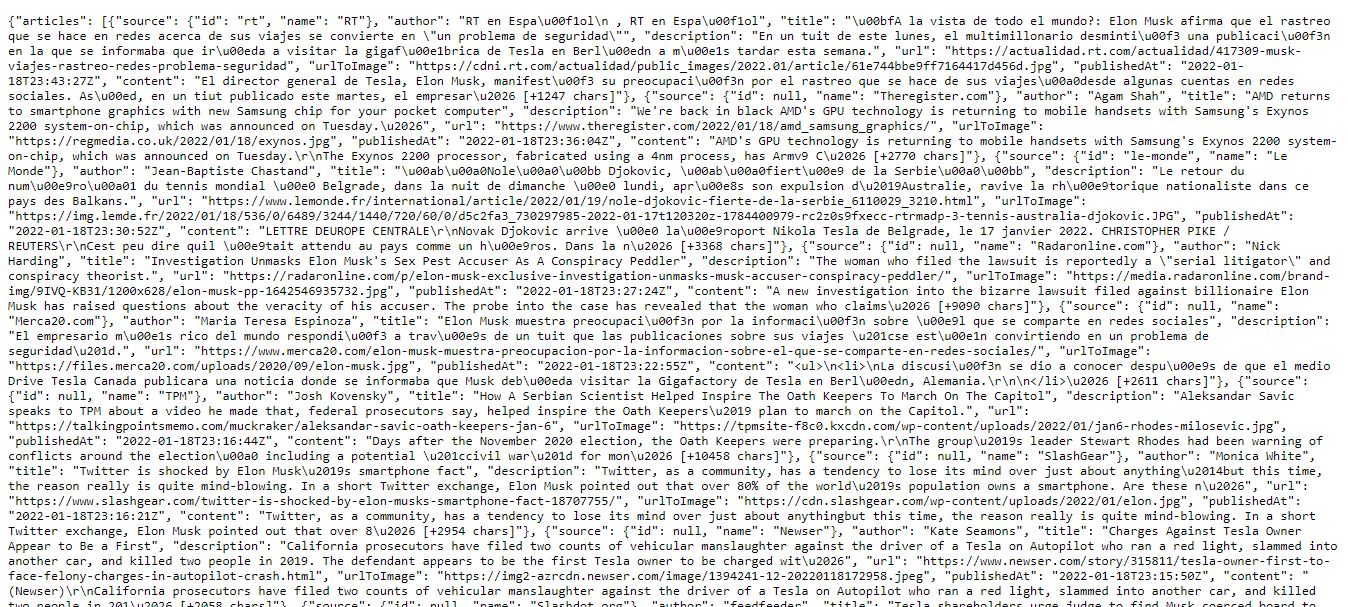 {"articles": [{"source": {"id": "rt", "name": "RT"}, "author": "RT en Espa\u00f1ol\n , RT en Espa\u00f1ol", "title": "\u00bfA la vista de todo el mundo?: Elon Musk afirma que el rastreo
que se hace en redes acerca de sus viajes se convierte en \"un problema de seguridad\"", "description": "En un tuit de este lunes, el multimillonario desminti\u00f3 una publicaci\u00f3n
en la que se informaba que ir\u00eda a visitar la gigaf\u00e1brica de Tesla en Berl\u00edn a m\u00e1s tardar esta semana.", "url": "https://actualidad.rt.com/actualidad/417309-musk-
viajes-rastreo-redes-problema-seguridad", "urlToImage": "https://cdni.rt.com/actualidad/public_images/2022.01/article/61e744bbe9ff7164417d456d.jpg", "publishedAt": "2022-01-
18T23:43:27Z", "content": "El director general de Tesla, Elon Musk, manifest\u00f3 su preocupaci\u00f3n por el rastreo que se hace de sus viajes\u00a0desde algunas cuentas en redes
sociales. As\u00ed, en un tiut publicado este martes, el empresar\u2026 [+1247 chars]"}, {"source": {"id": null, "name": "Theregister.com"}, "author": "Agam Shah", "title": "AMD returns
to smartphone graphics with new Samsung chip for your pocket computer", "description": "We're back in black AMD's GPU technology is returning to mobile handsets with Samsung's Exynos
2200 system-on-chip, which was announced on Tuesday.\u2026", "url": "https://www.theregister.com/2022/01/18/amd_samsung_graphics/", "urlToImage":
"https://regmedia.co.uk/2022/01/18/exynos.jpg", "publishedAt": "2022-01-18T23:36:04Z", "content": "AMD's GPU technology is returning to mobile handsets with Samsung's Exynos 2200 system-
on-chip, which was announced on Tuesday.\r\nThe Exynos 2200 processor, fabricated using a 4nm process, has Armv9 C\u2026 [+2770 chars]"}, {"source": {"id": "le-monde", "name": "Le
Monde"}, "author": "Jean-Baptiste Chastand", "title": "\u00ab\u00a0Nole\u00a0\u00bb Djokovic, \u00ab\u00a0fiert\u00e9 de la Serbie\u00a0\u00bb", "description": "Le retour du
num\u00e9ro\u00a01 du tennis mondial \u00e0 Belgrade, dans la nuit de dimanche \u00e0 lundi, apr\u00e8s son expulsion d\u2019Australie, ravive la rh\u00e9torique nationaliste dans ce
pays des Balkans.", "url": "https://www.lemonde.fr/international/article/2022/01/19/nole-djokovic-fierte-de-la-serbie_6110029_3210.html", "urlToImage":
"https://img.lemde.fr/2022/01/18/536/0/6489/3244/1440/720/60/0/d5c2fa3_730297985-2022-01-17t120320z-1784400979-rc2z0s9fxecc-rtrmadp-3-tennis-australia-djokovic.JPG", "publishedAt":
"2022-01-18T23:30:52Z", "content": "LETTRE DEUROPE CENTRALE\r\nNovak Djokovic arrive \u00e0 la\u00e9roport Nikola Tesla de Belgrade, le 17 janvier 2022. CHRISTOPHER PIKE /
REUTERS\r\nCest peu dire quil \u00e9tait attendu au pays comme un h\u00e9ros. Dans la n\u2026 [+3368 chars]"}, {"source": {"id": null, "name": "Radaronline.com"}, "author": "Nick
Harding", "title": "Investigation Unmasks Elon Musk's Sex Pest Accuser As A Conspiracy Peddler", "description": "The woman who filed the lawsuit is reportedly a \"serial litigator\" and
conspiracy theorist.", "url": "https://radaronline.com/p/elon-musk-exclusive-investigation-unmasks-musk-accuser-conspiracy-peddler/", "urlToImage": "https://media.radaronline.com/brand-
img/9IVQ-KB31/1200x628/elon-musk-pp-1642546935732.jpg", "publishedAt": "2022-01-18T23:27:24Z", "content": "A new investigation into the bizarre lawsuit filed against billionaire Elon
Musk has raised questions about the veracity of his accuser. The probe into the case has revealed that the woman who claims\u2026 [+9090 chars]"}, {"source": {"id": null, "name":
"Merca20.com"}, "author": "Maria Teresa Espinoza", "title": "Elon Musk muestra preocupaci\u00f3n por la informaci\u00f3n sobre \u00e9l que se comparte en redes sociales", "description":
"El empresario m\u00e1s rico del mundo respondi\u00f3 a trav\u00e9s de un tuit que las publicaciones sobre sus viajes \u201cse est\u00e1n convirtiendo en un problema de
seguridad\u201d.", "url": "https://www.merca20.com/elon-musk-muestra-preocupacion-por-la-informacion-sobre-el-que-se-comparte-en-redes-sociales/", "urlToImage":
"https://files.merca20.com/uploads/2020/09/elon-musk.jpg", "publishedAt": "2022-01-18T23:22:55Z", "content": "<ul>\n<li>\nLa discusi\u00f3n se dio a conocer despu\u00e9s de que el medio
Drive Tesla Canada publicara una noticia donde se informaba que Musk deb\u00eda visitar la Gigafactory de Tesla en Berl\u00edn, Alemania.\r\n\n</li>\u2026 [+2611 chars]"}, {"source":
{"id": null, "name": "TPM"}, "author": "Josh Kovensky", "title": "How A Serbian Scientist Helped Inspire The Oath Keepers To March On The Capitol", "description": "Aleksandar Savic
speaks to TPM about a video he made that, federal prosecutors say, helped inspire the Oath Keepers\u2019 plan to march on the Capitol.", "url":
"https://talkingpointsmemo.com/muckraker/aleksandar-savic-oath-keepers-jan-6", "urlToImage": "https://tpmsite-f8c0.kxcdn.com/wp-content/uploads/2022/01/jan6-rhodes-milosevic.jpg",
"publishedAt": "2022-01-18T23:16:44Z", "content": "Days after the November 2020 election, the Oath Keepers were preparing.\r\nThe group\u2019s leader Stewart Rhodes had been warning of
conflicts around the election\u00a0 including a potential \u201ccivil war\u201d for mon\u2026 [+10458 chars]"}, {"source": {"id": null, "name": "SlashGear"}, "author": "Monica White",
"title": "Twitter is shocked by Elon Musk\u2019s smartphone fact", "description": "Twitter, as a community, has a tendency to lose its mind over just about anything\u2014but this time,
the reason really is quite mind-blowing. In a short Twitter exchange, Elon Musk pointed out that over 80% of the world\u2019s population owns a smartphone. Are these n\u2026", "url":
"https://www.slashgear.com/twitter-is-shocked-by-elon-musks-smartphone-fact-18707755/", "urlToImage": "https://cdn.slashgear.com/wp-content/uploads/2022/01/elon.jpg", "publishedAt":
"2022-01-18T23:16:21Z", "content": "Twitter, as a community, has a tendency to lose its mind over just about anythingbut this time, the reason really is quite mind-blowing. In a short
Twitter exchange, Elon Musk pointed out that over 8\u2026 [+2954 chars]"}, {"source": {"id": null, "name": "Newser"}, "author": "Kate Seamons", "title": "Charges Against Tesla Owner
Appear to Be a First", "description": "California prosecutors have filed two counts of vehicular manslaughter against the driver of a Tesla on Autopilot who ran a red light, slammed into
another car, and killed two people in 2019. The defendant appears to be the first Tesla owner to be charged wit\u2026", "url": "https://www.newser.com/story/315811/tesla-owner-first-to-
face-felony-charges-in-autopilot-crash.html", "urlToImage": "https://img2-azrcdn.newser.com/image/1394241-12-20220118172958.jpeg", "publishedAt": "2022-01-18T23:15:50Z", "content": "
(Newser)\r\nCalifornia prosecutors have filed two counts of vehicular manslaughter against the driver of a Tesla on Autopilot who ran a red light, slammed into another car, and killed
two people in 201\u2026 [+2058 chars]"}, {"source": {"id": null, "name": "Slashdot.org"}, "author": "feedfeeder", "title": "Tesla shareholders urge judge to find Musk coerced board to